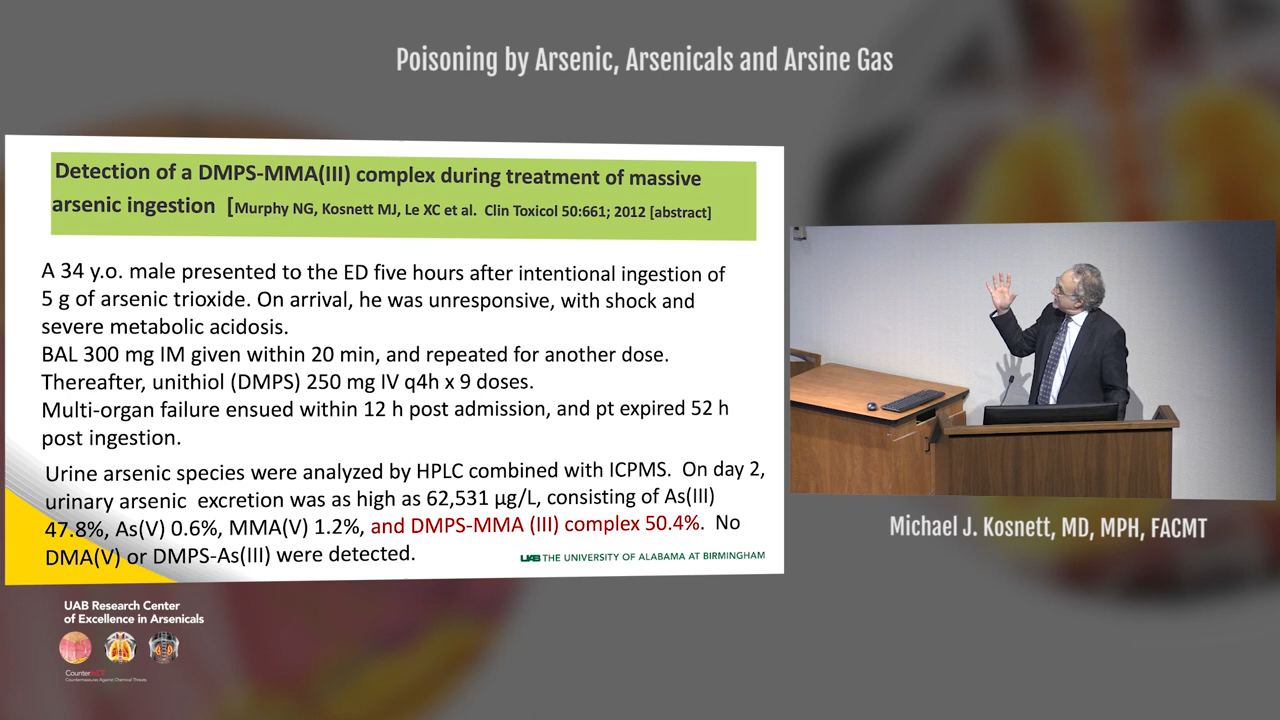 Poisoning by Arsenic, Arsenicals and Arsine Gas
Detection of a DMPS-MMA(III) complex during treatment of massive
arsenic ingestion [Murphy NG, Kosnett MJ, Le XC et al. Clin Toxicol 50:661; 2012 [abstract]
A 34 y.o. male presented to the ED five hours after intentional ingestion of
5 g of arsenic trioxide. On arrival, he was unresponsive, with shock and
severe metabolic acidosis.
BAL 300 mg IM given within 20 min, and repeated for another dose.
Thereafter, unithiol (DMPS) 250 mg IV q4h x 9 doses.
Multi-organ failure ensued within 12 h post admission, and pt expired 52 h
post ingestion.
Urine arsenic species were analyzed by HPLC combined with ICPMS. On day 2,
urinary arsenic excretion was as high as 62,531 µg/L, consisting of As(III)
47.8%, As(V) 0.6%, MMA(V) 1.2%, and DMPS-MMA (III) complex 50.4%. No
DMA(V) or DMPS-As(III) were detected.
UAB THE UNIVERSITY OF ALABAMA AT BIRMINGHAM
Michael J. Kosnett, MD, MPH, FACMT
UAB Research Center
of Excellence in Arsenicals
Countermeasures Against Chemical Threats